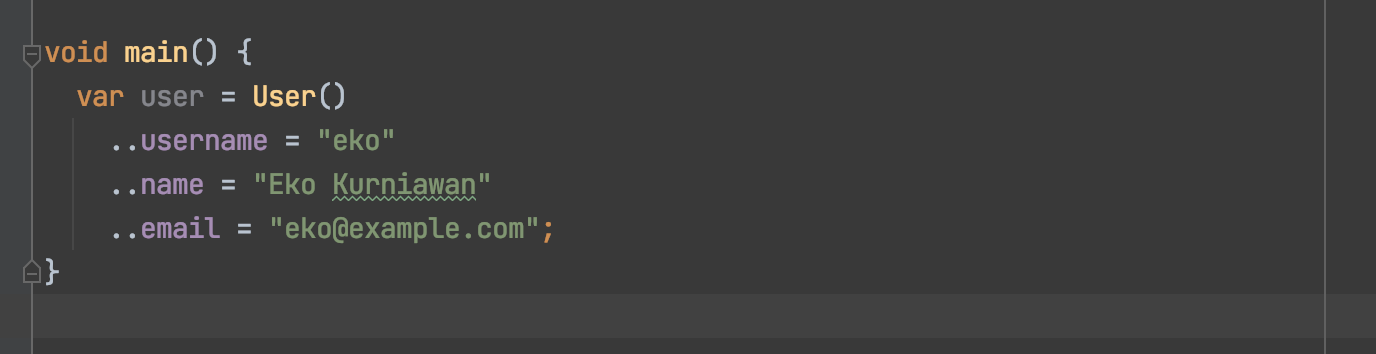 void main() {
  var user = User()
    ..username = "eko"
    ..name = "Eko Kurniawan"
    ..email = "eko@example.com";
}